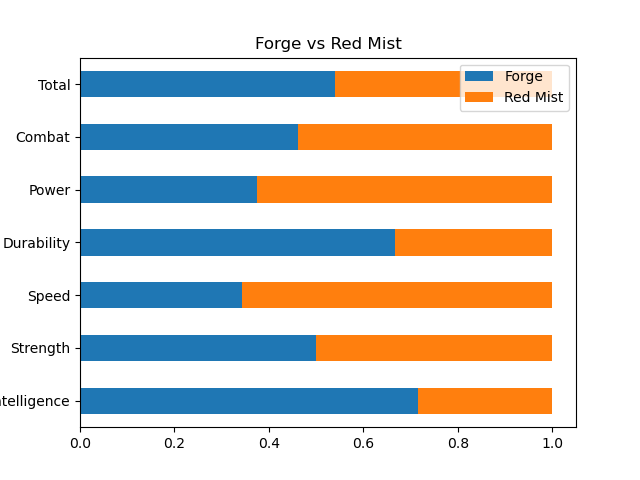 Forge vs Red Mist
Forge
Red Mist
Total
Combat
Power
Durability
Speed
Strength
ntelligence
0.0 0.2 0.4 0.6 0.8 1.0